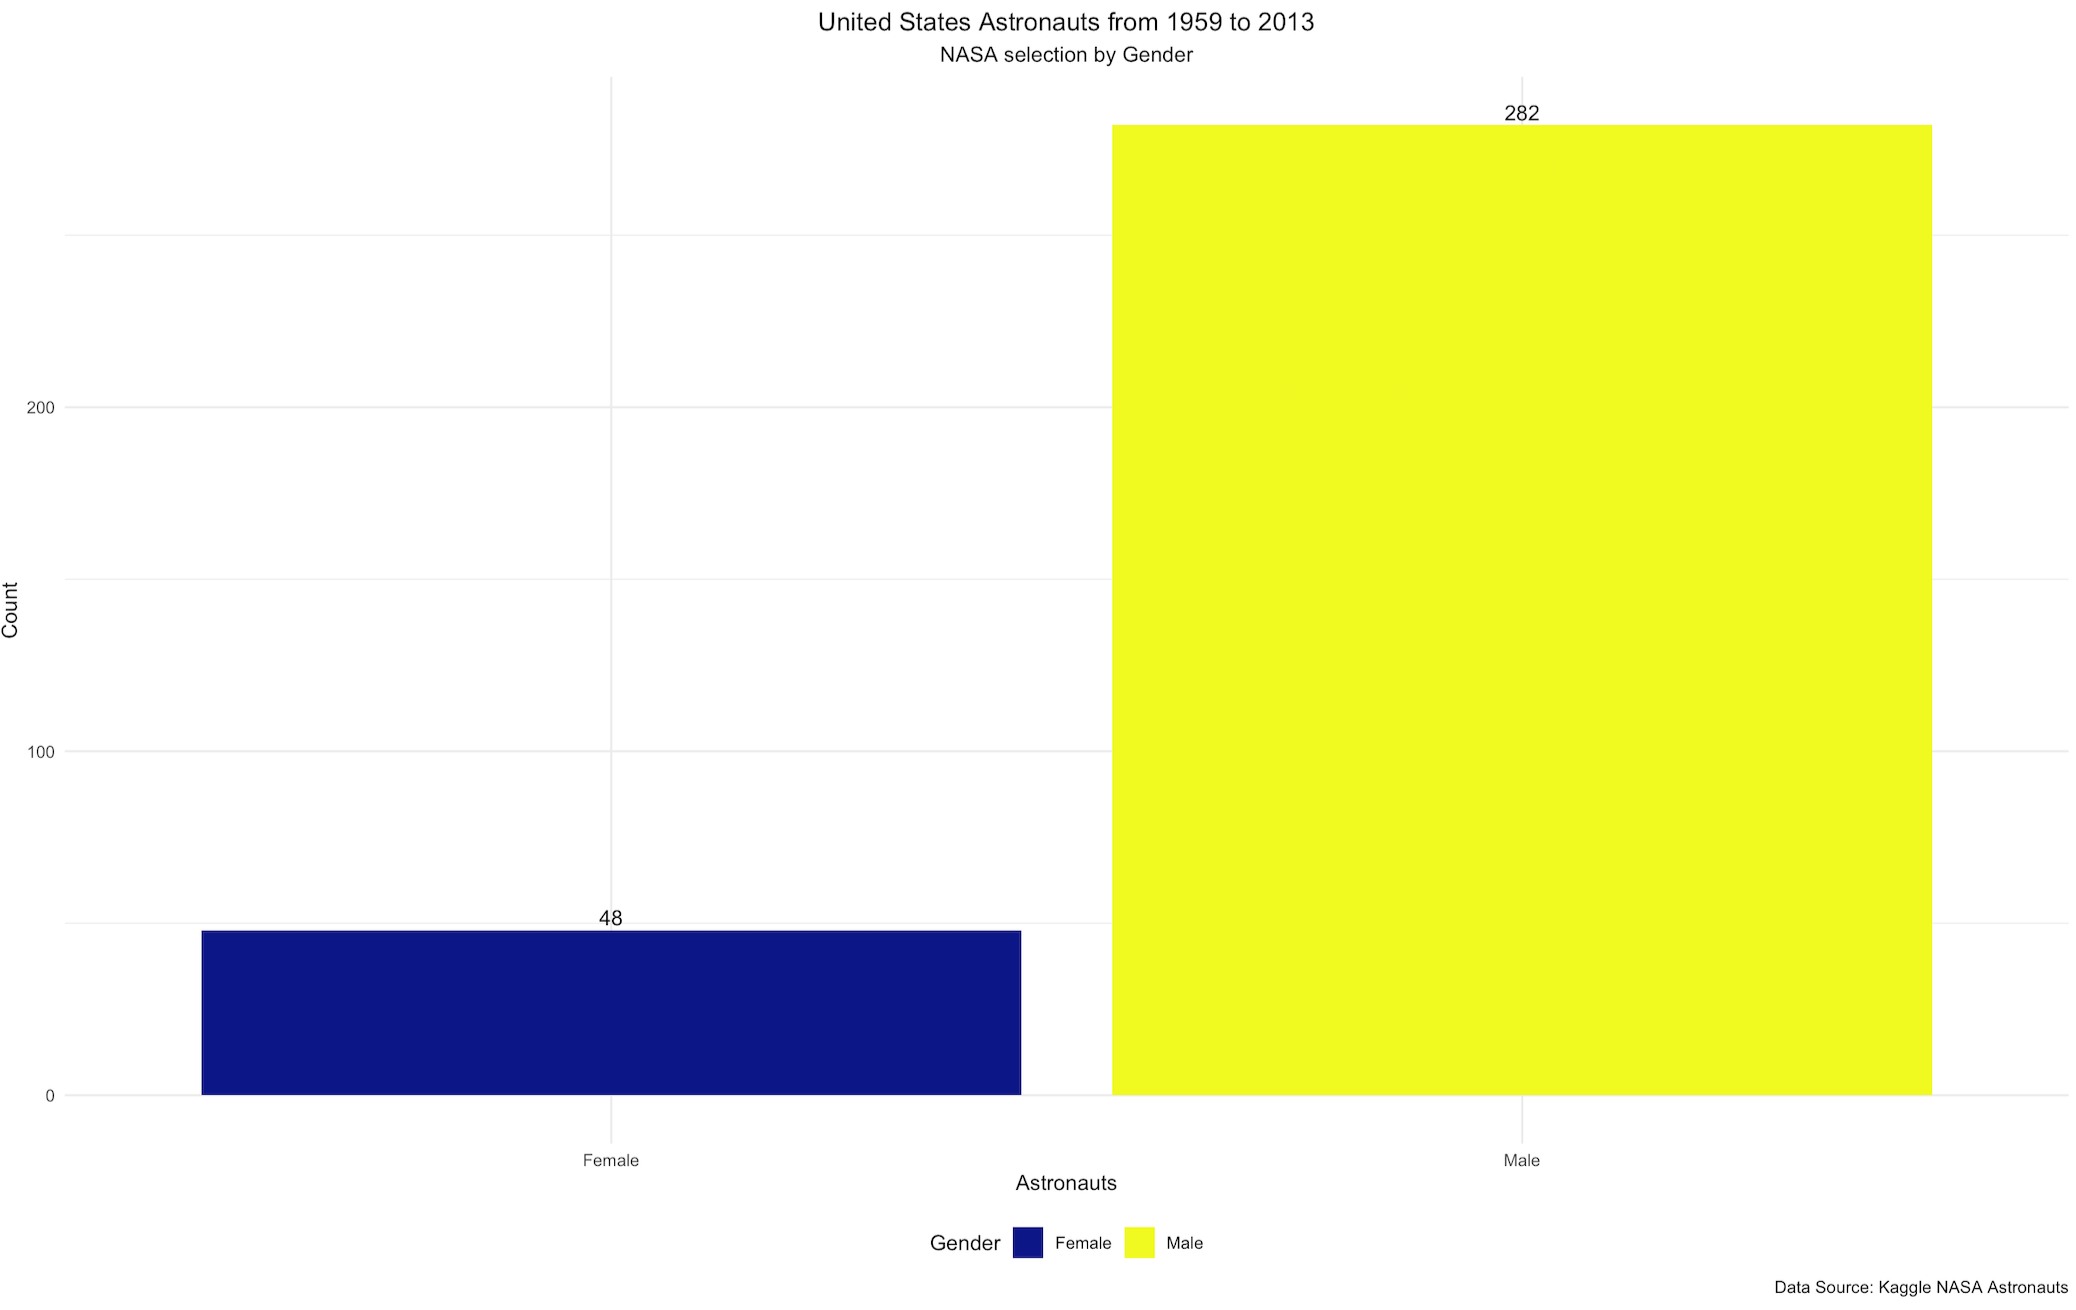 United States Astronauts from 1959 to 2013
NASA selection by Gender
282
200
Count
100
48
0
Female Male
Astronauts
Gender Female Male
Data Source: Kaggle NASA Astronauts